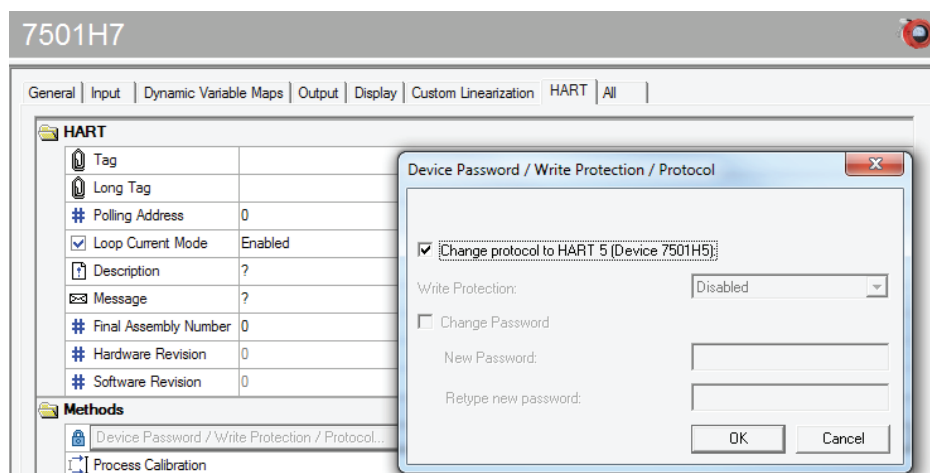 7501H7
General Input Dynamic Variable Maps Output Display Custom Linearization HART All
HART
Tag
Long Tag
# Polling Address 0
Loop Current Mode Enabled
Description ?
Message ?
# Final Assembly Number 0
# Hardware Revision 0
# Software Revision 0
Methods
Device Password / Write Protection / Protocol...
Process Calibration
Device Password / Write Protection / Protocol
Change protocol to HART 5 (Device 7501H5):
Write Protection: Disabled
Change Password
New Password:
Retype new password:
OK Cancel